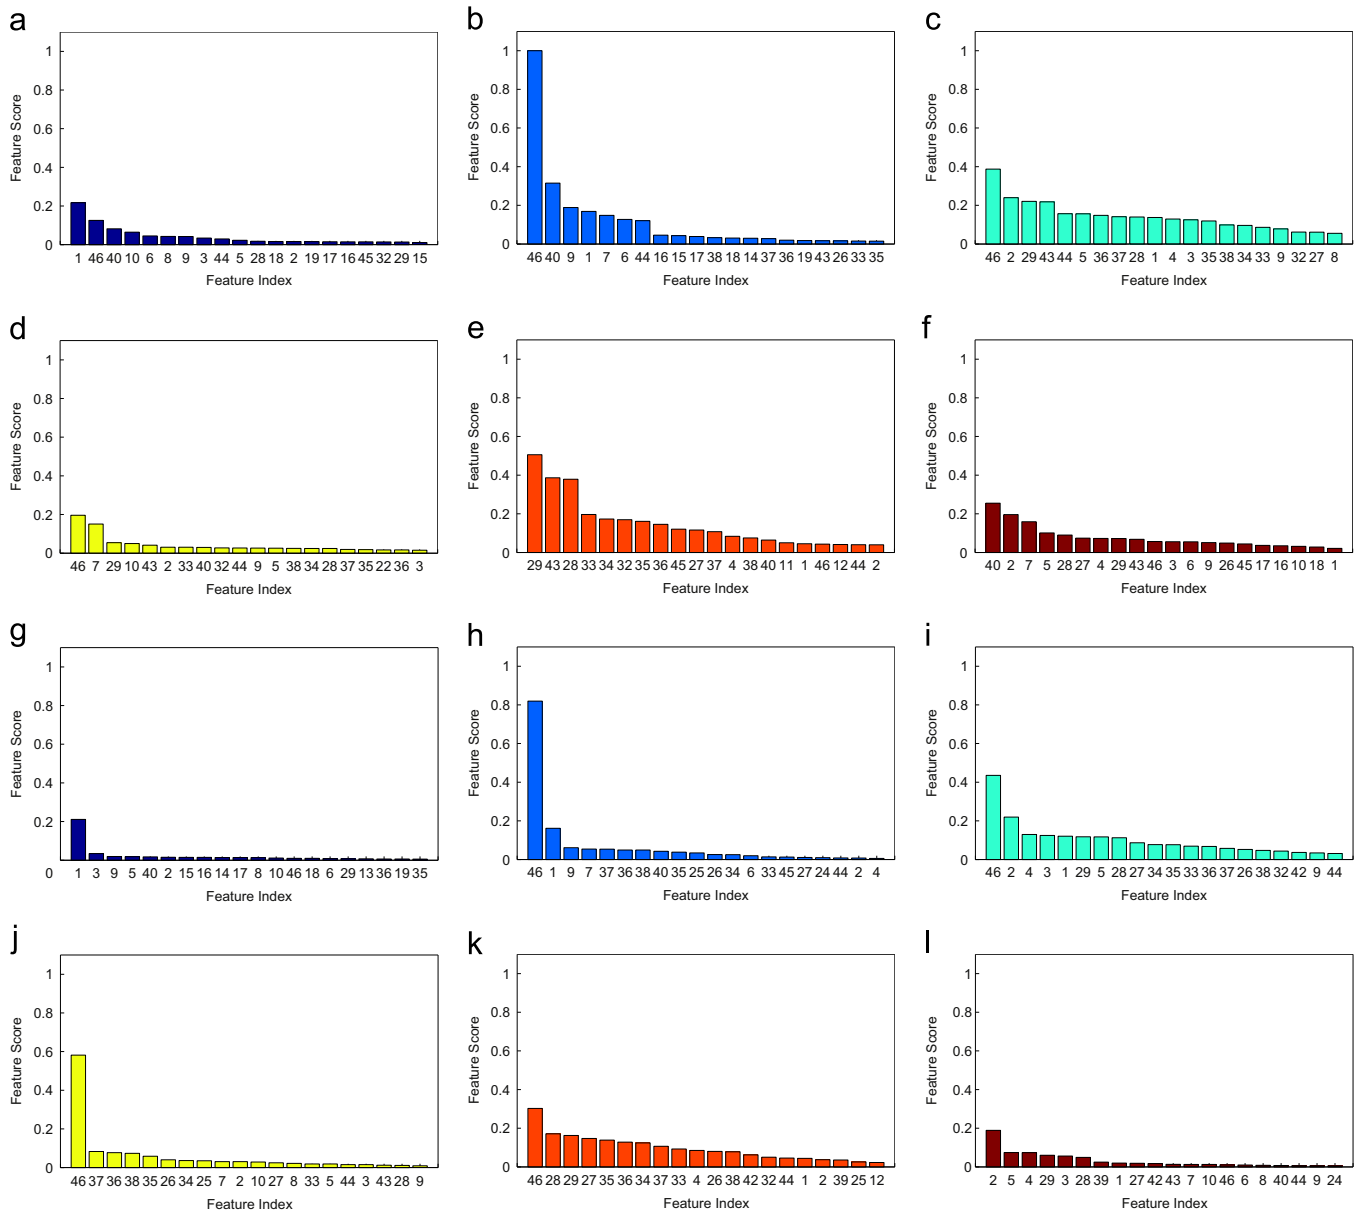 a
1
0.8
0.6
0.4
0.2
0
Feature Score
1 46 40 10 6 8 9 3 44 5 28 18 2 19 17 16 45 32 29 15
Feature Index
b
1
0.8
0.6
0.4
0.2
0
Feature Score
46 40 9 1 7 6 44 16 15 17 38 18 14 37 36 19 43 26 33 35
Feature Index
c
1
0.8
0.6
0.4
0.2
0
Feature Score
46 2 29 43 44 5 36 37 28 1 4 3 35 38 34 33 9 32 27 8
Feature Index
d
1
0.8
0.6
0.4
0.2
0
Feature Score
46 7 29 10 43 2 33 40 32 44 9 5 38 34 28 37 35 22 36 3
Feature Index
e
1
0.8
0.6
0.4
0.2
0
Feature Score
29 43 28 33 34 32 35 36 45 27 37 4 38 40 11 1 46 12 44 2
Feature Index
f
1
0.8
0.6
0.4
0.2
0
Feature Score
40 2 7 5 28 27 4 29 43 46 3 6 9 26 45 17 16 10 18 1
Feature Index
g
1
0.8
0.6
0.4
0.2
0
Feature Score
1 3 9 5 40 2 15 16 14 17 8 10 46 18 6 29 13 36 19 35
Feature Index
h
1
0.8
0.6
0.4
0.2
0
Feature Score
46 1 9 7 37 36 38 40 35 25 26 34 6 33 45 27 24 44 2 4
Feature Index
i
1
0.8
0.6
0.4
0.2
0
Feature Score
46 2 4 3 1 29 5 28 27 34 35 33 36 37 26 38 32 42 9 44
Feature Index
j
1
0.8
0.6
0.4
0.2
0
Feature Score
46 37 36 38 35 26 34 25 7 2 10 27 8 33 5 44 3 43 28 9
Feature Index
k
1
0.8
0.6
0.4
0.2
0
Feature Score
46 28 29 27 35 36 34 37 33 4 26 38 42 32 44 1 2 39 25 12
Feature Index
l
1
0.8
0.6
0.4
0.2
0
Feature Score
2 5 4 29 3 28 39 1 27 42 43 7 10 46 6 8 40 44 9 24
Feature Index